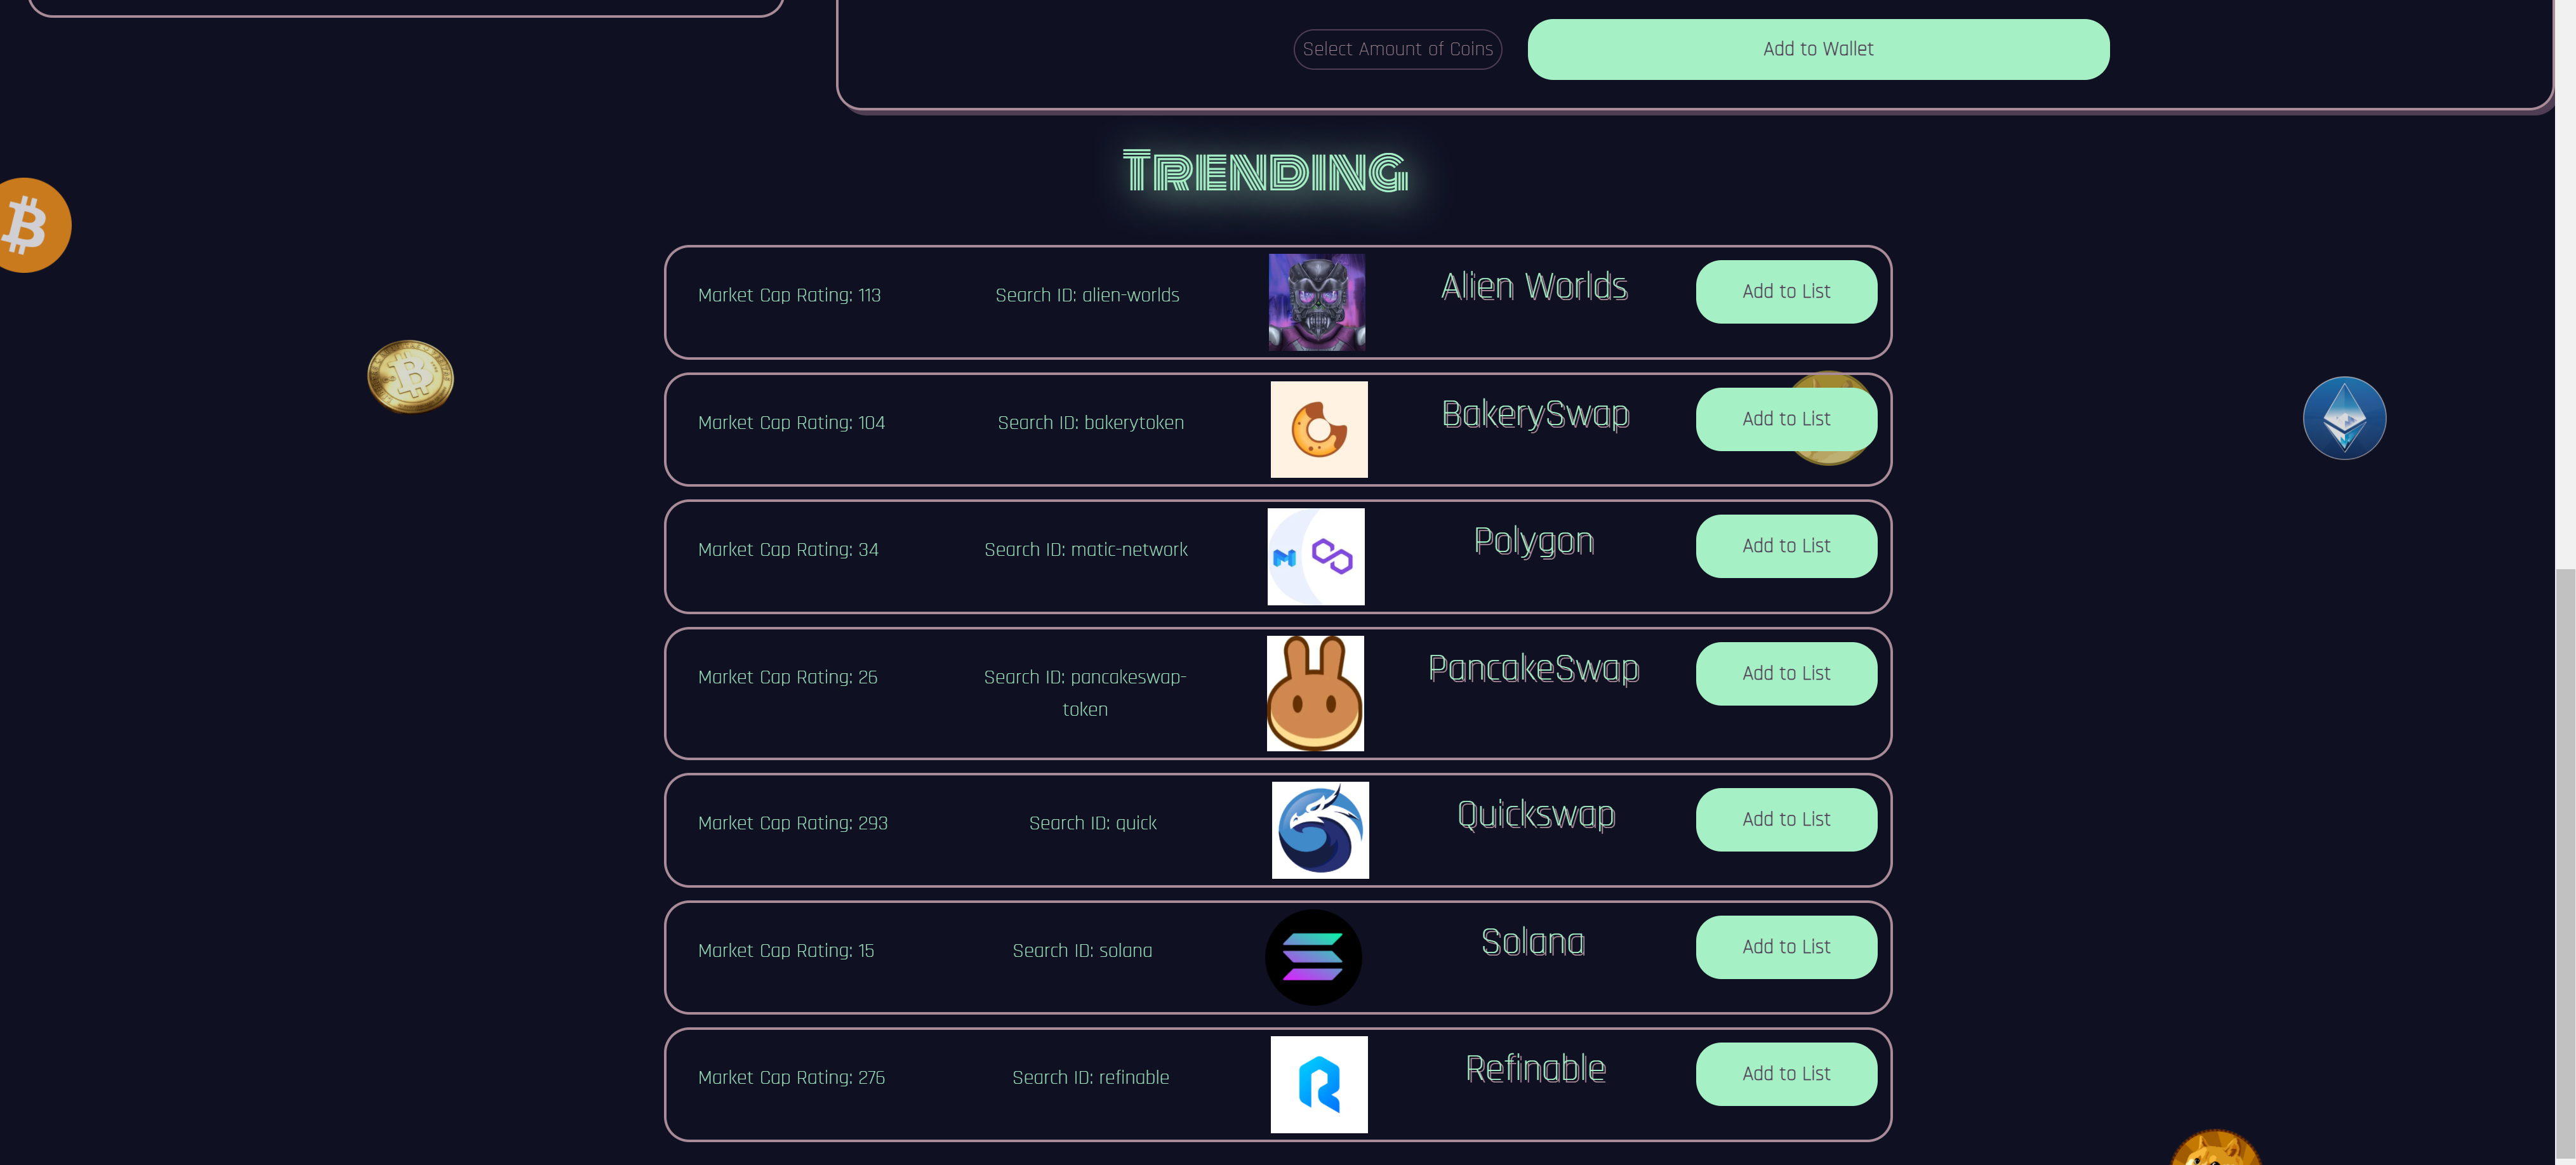 Select Amount of Coins
Add to Wallet
TRENDING
Market Cap Rating: 113
Search ID: alien-worlds
Alien Worlds
Add to List
Market Cap Rating: 104
Search ID: bakerytoken
BakerySwap
Add to List
Market Cap Rating: 34
Search ID: matic-network
Polygon
Add to List
Market Cap Rating: 26
Search ID: pancakeswap-
token
PancakeSwap
Add to List
Market Cap Rating: 293
Search ID: quick
Quickswap
Add to List
Market Cap Rating: 15
Search ID: solana
Solana
Add to List
Market Cap Rating: 276
Search ID: refinable
Refinable
Add to List